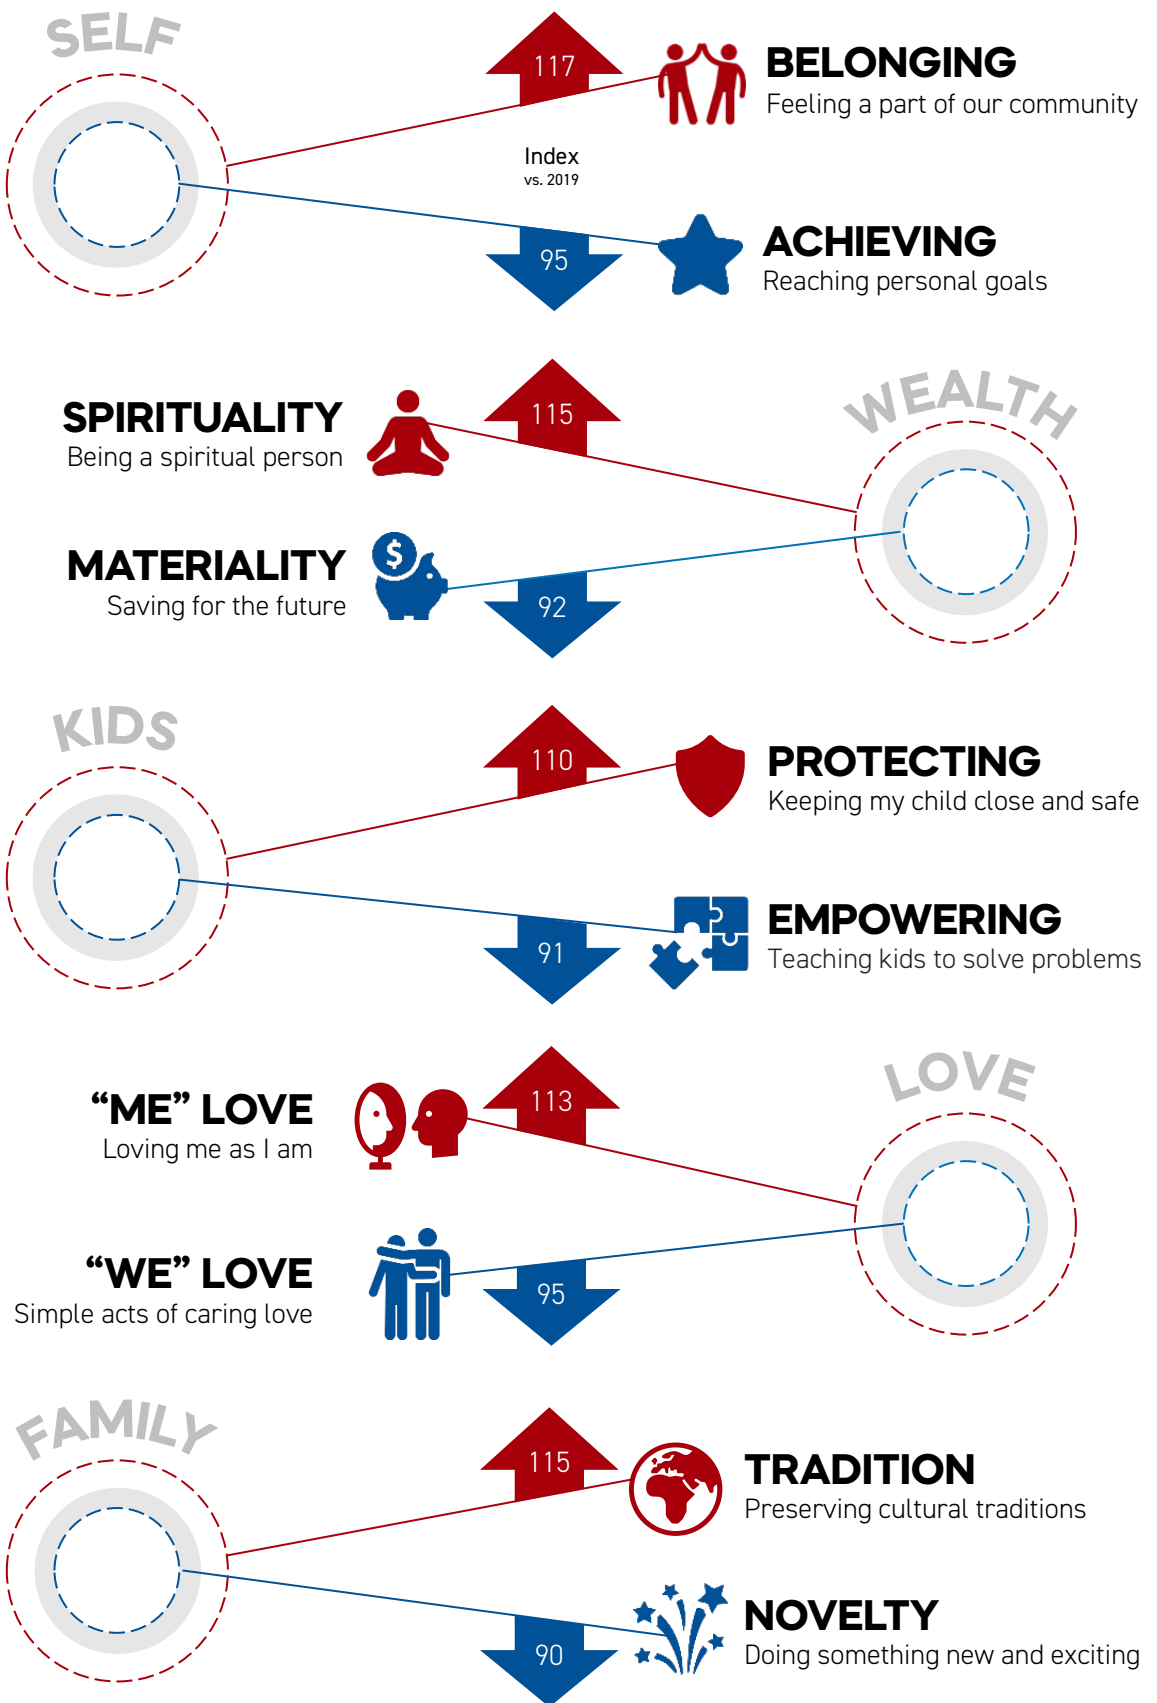 SELF
117
BELONGING
Feeling a part of our community
Index
vs. 2019
95
ACHIEVING
Reaching personal goals
WEALTH
115
SPIRITUALITY
Being a spiritual person
$
MATERIALITY
Saving for the future
92
KIDS
110
PROTECTING
Keeping my child close and safe
91
EMPOWERING
Teaching kids to solve problems
LOVE
113
“ME” LOVE
Loving me as I am
“WE” LOVE
Simple acts of caring love
95
FAMILY
115
TRADITION
Preserving cultural traditions
90
NOVELTY
Doing something new and exciting